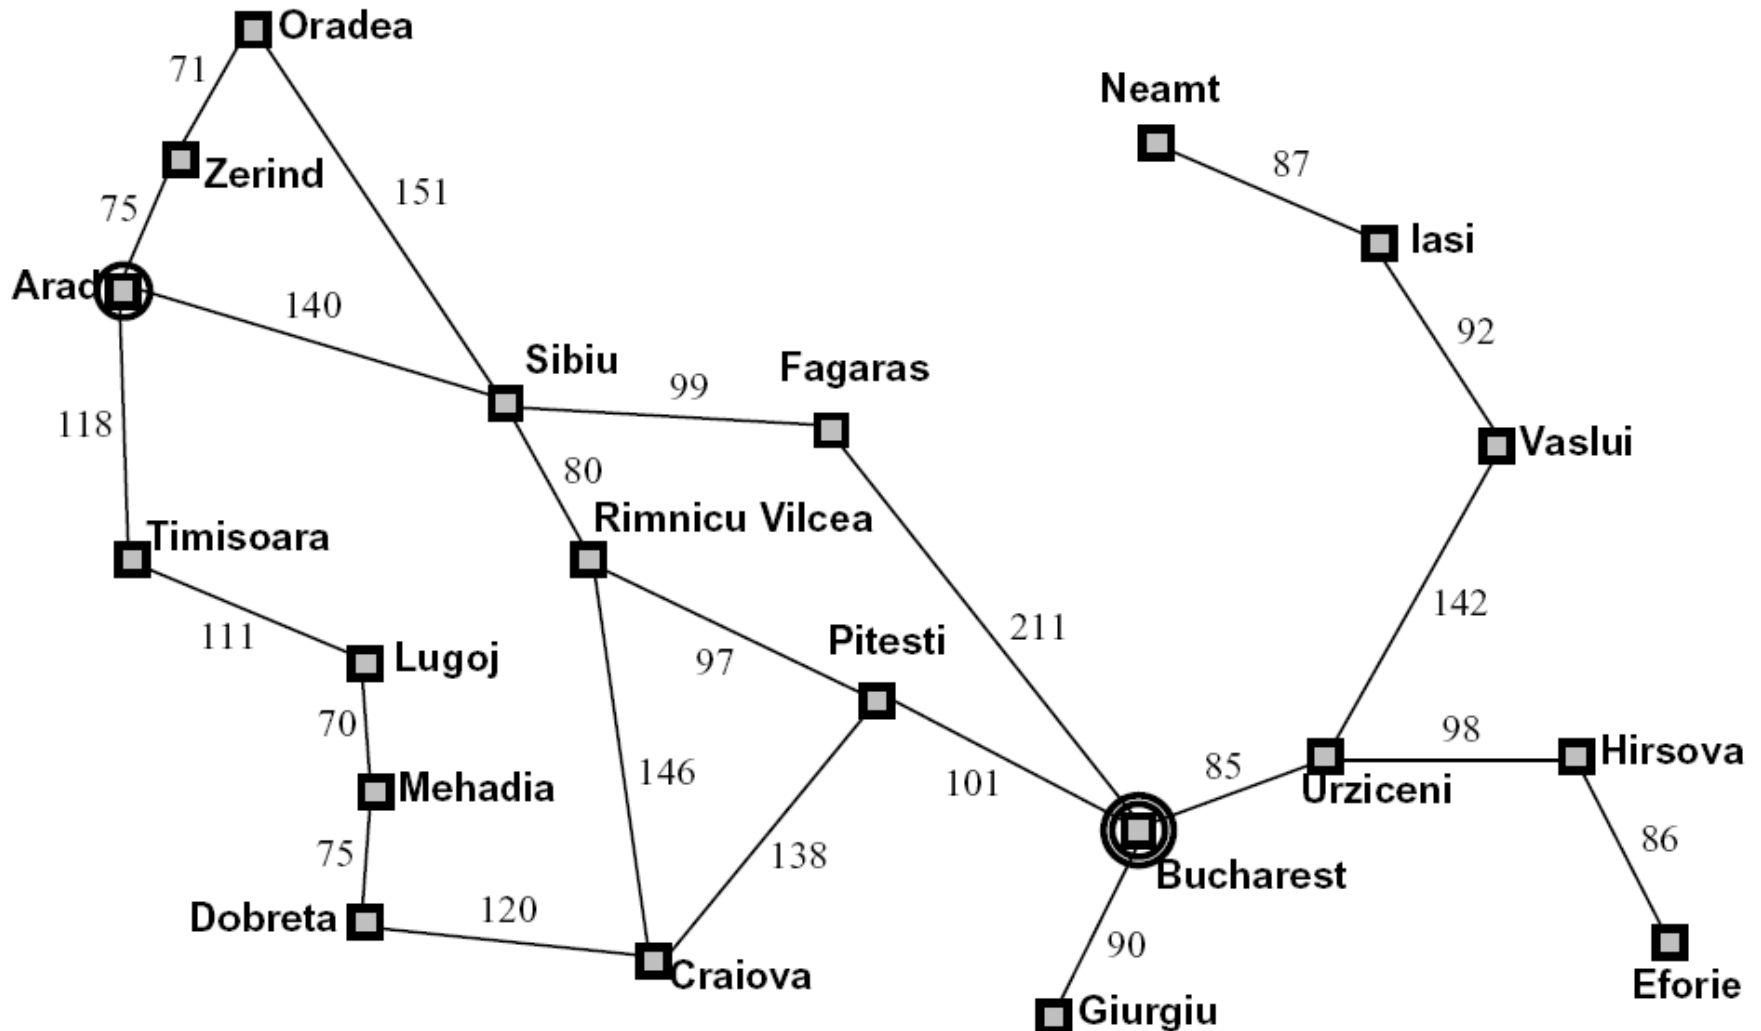 Oradea
71
Neamt
87
Zerind
151
75
Iasi
Arad
140
92
Sibiu
Fagaras
99
118
Vaslui
80
Rimnicu Vilcea
Timisoara
142
211
111
Pitesti
Lugoj
97
70
98
Hirsova
146
85
101
Mehadia
Urziceni
86
75
138
Bucharest
Dobreta
120
90
Craiova
Eforie
Giurgiu